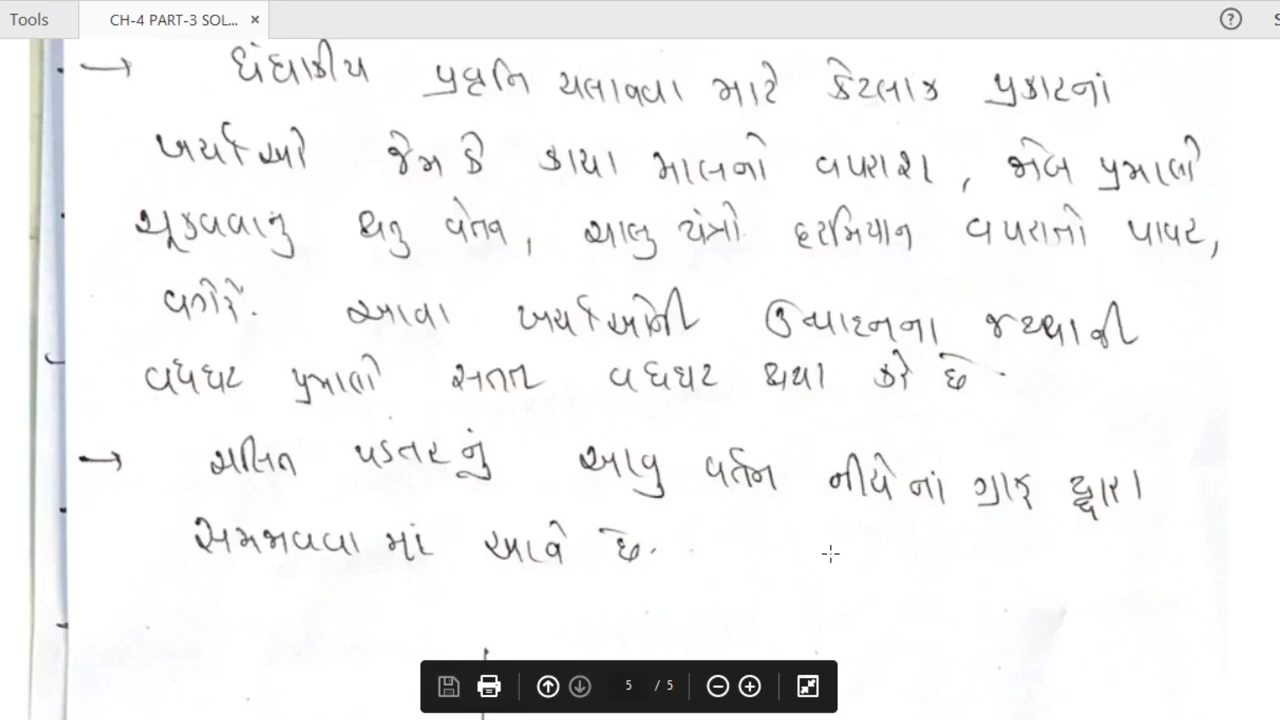 Tools
CH-4 PART-3 SOL... ×
?
S
→ ધંધાકીય પ્રવૃતિ ચલાવવા માટે કેટલાક પ્રકારનાં
ખર્ચાઓ જેમ કે કાચા માલનો વપરાશ, જોબ પ્રમાણે
ચૂકવવાનું થતુ વેતન, ચાલુ યંત્રો દરમિયાન વપરાતો પાવર,
વગેરે. આવા ખર્ચાઓની ઉત્પાદનના જથ્થાની
વધઘટ પ્રમાણે સતત વધઘટ થયા કરે છે.
→ ચલિત પડતરનું આવુ વર્તન નીચેનાં ગ્રાફ દ્વારા
સમજાવવામાં આવે છે.
5 / 5